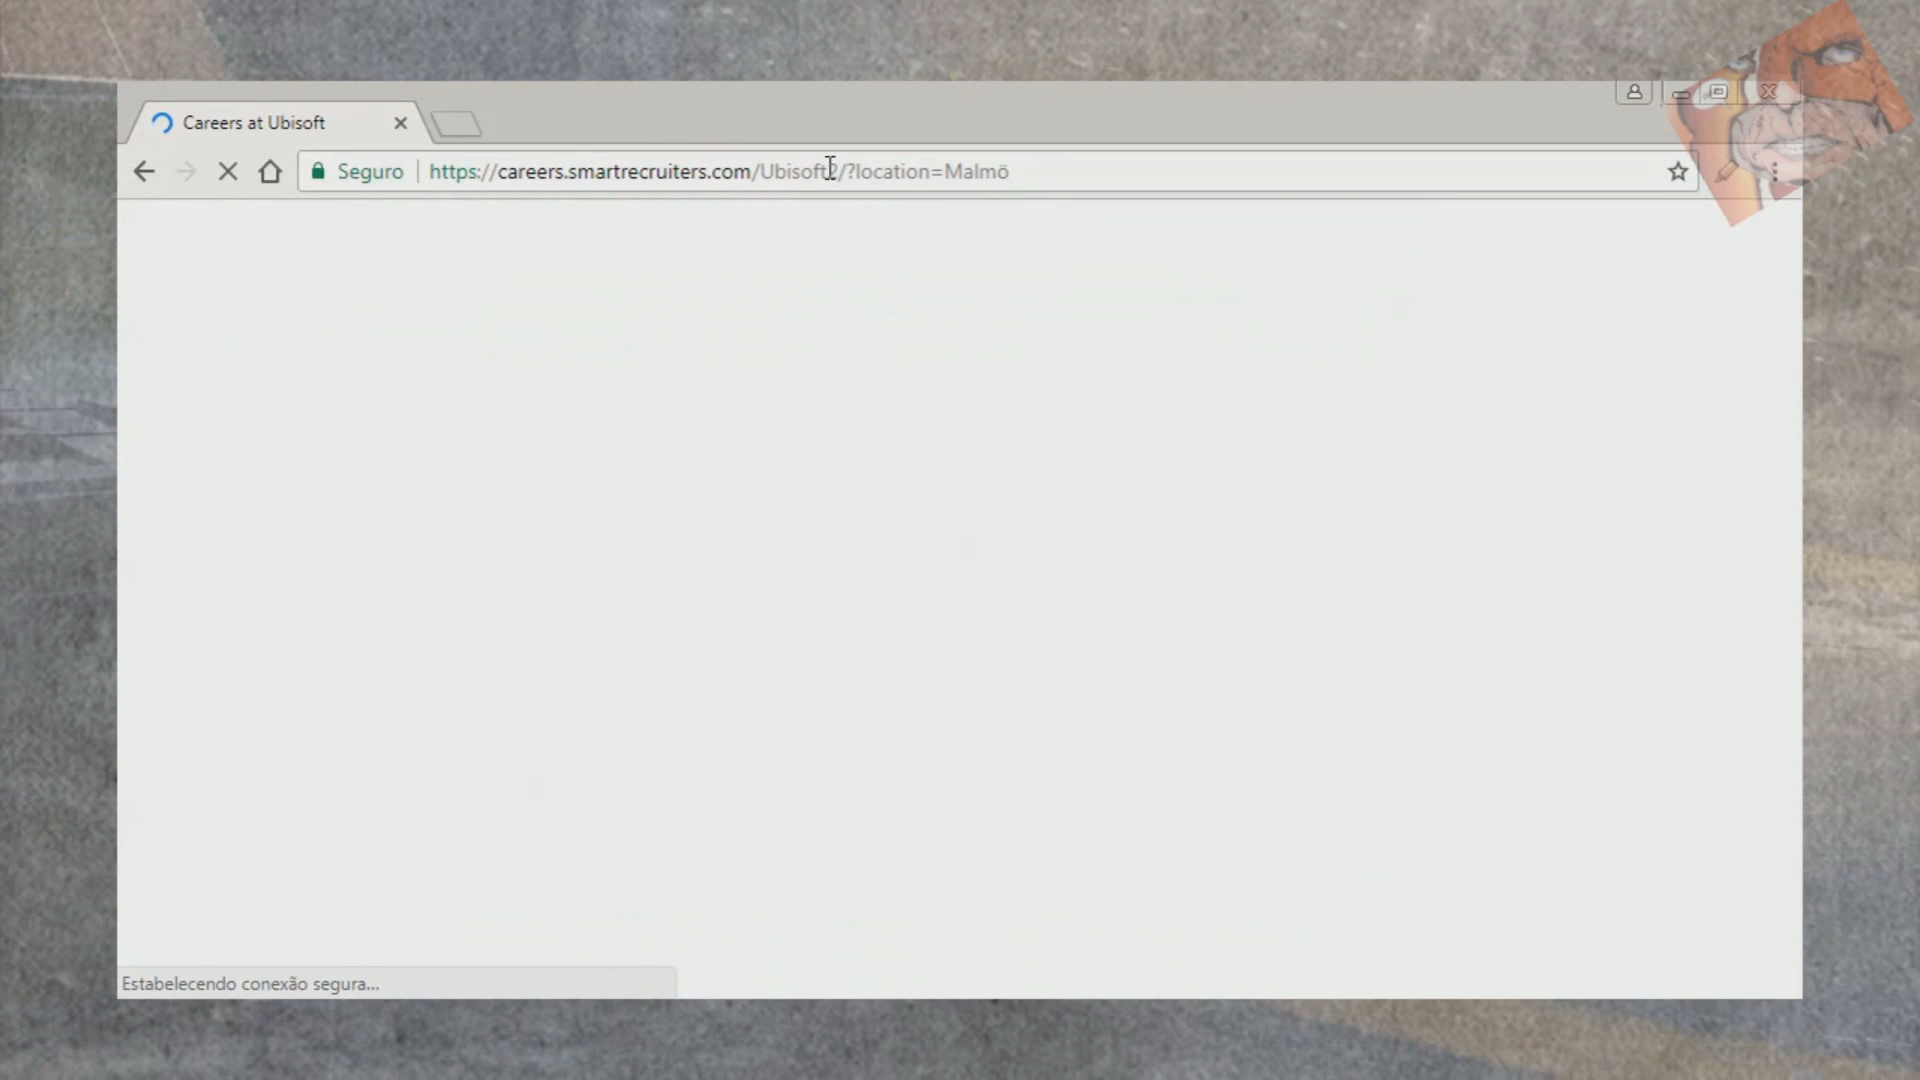 Careers at Ubisoft
Seguro
https://careers.smartrecruiters.com/Ubisoft2/?location=Malmö
Estabelecendo conexão segura...